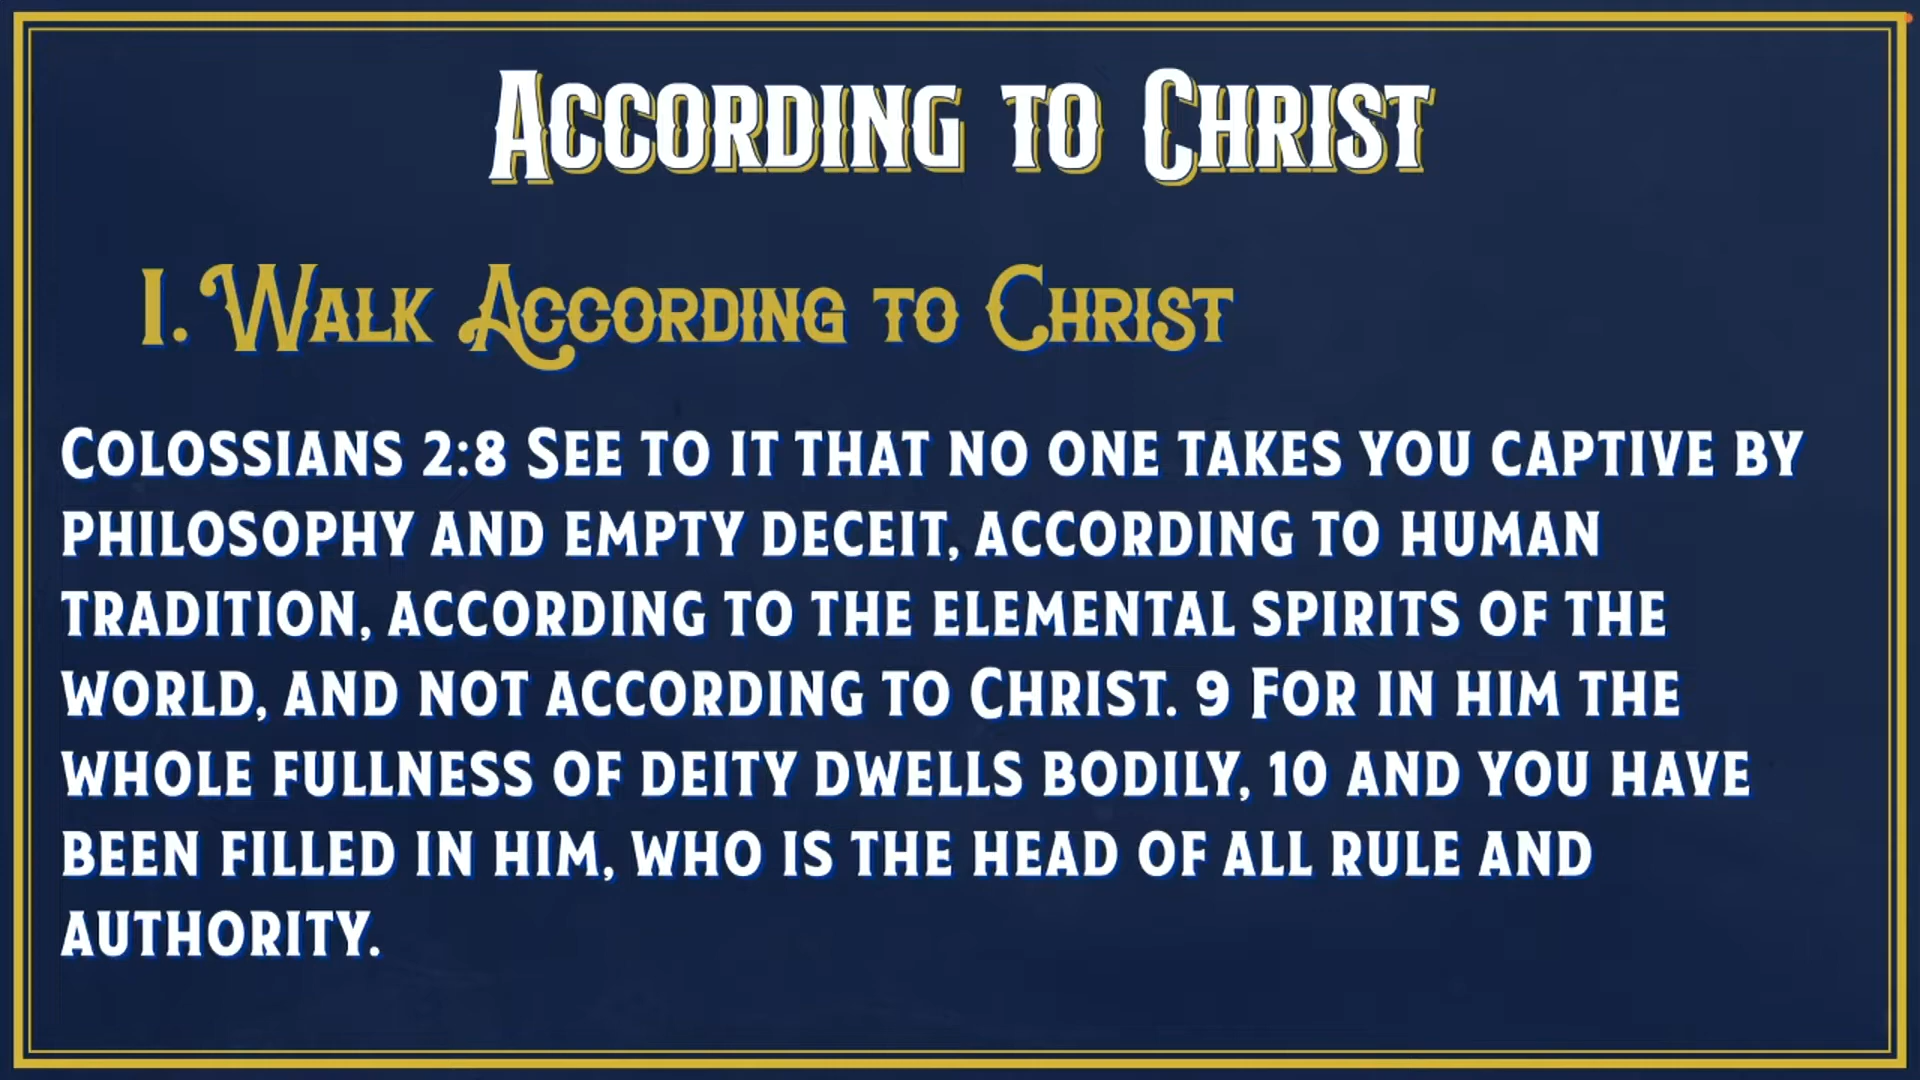 According to Christ
1. Walk According to Christ
Colossians 2:8 See to it that no one takes you captive by
philosophy and empty deceit, according to human
tradition, according to the elemental spirits of the
world, and not according to Christ. 9 For in him the
whole fullness of deity dwells bodily, 10 and you have
been filled in him, who is the head of all rule and
authority.